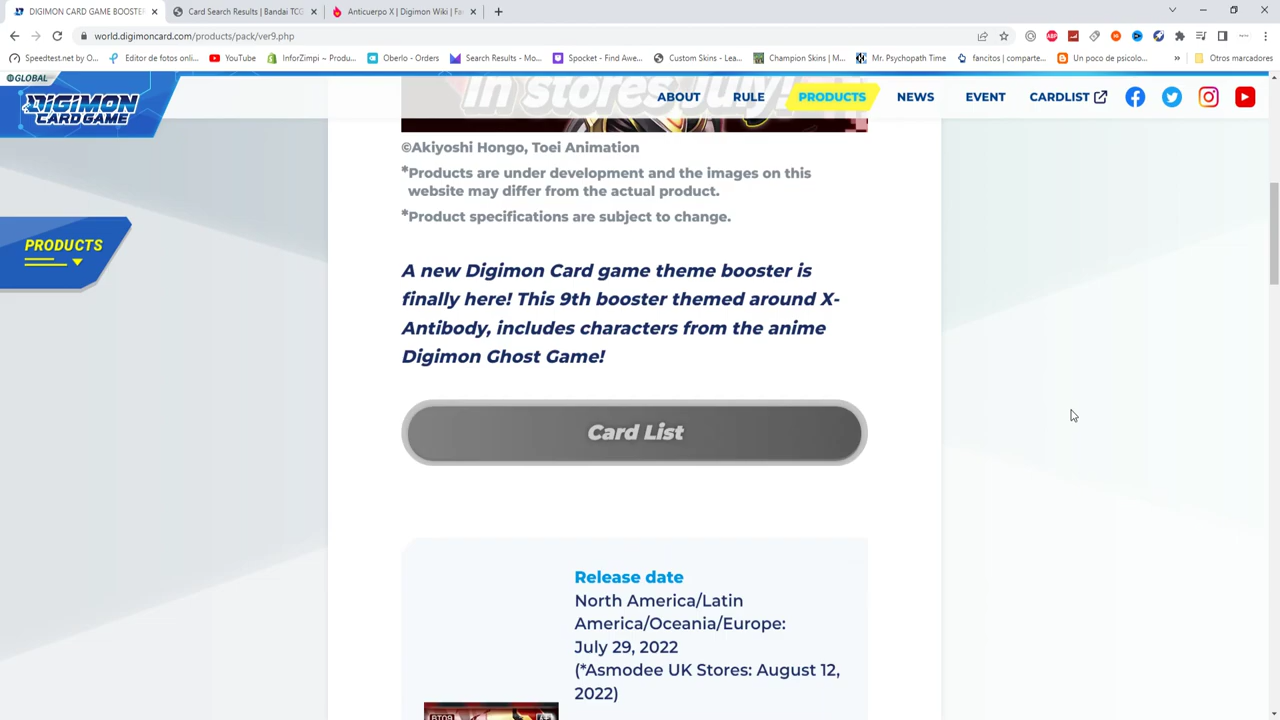 DIGIMON CARD GAME BOOSTER
Card Search Results | Bandai TCG
Anticuerpo X | Digimon Wiki | Fa
world.digimoncard.com/products/pack/ver9.php
Speedtest.net by O...
Editor de fotos onli...
YouTube
InforZimpi ~ Produ...
Oberlo - Orders
Search Results - Mo...
Spocket - Find Awe...
Custom Skins - Lea...
Champion Skins | M...
Mr. Psychopath Time
fancitos | comparte...
Un poco de psicolo...
»
Otros marcadores
GLOBAL
DIGIMON
CARD GAME
In stores July!
ABOUT
RULE
PRODUCTS
NEWS
EVENT
CARDLIST
©Akiyoshi Hongo, Toei Animation
*Products are under development and the images on this
website may differ from the actual product.
*Product specifications are subject to change.
PRODUCTS
A new Digimon Card game theme booster is
finally here! This 9th booster themed around X-
Antibody, includes characters from the anime
Digimon Ghost Game!
Card List
Release date
North America/Latin
America/Oceania/Europe:
July 29, 2022
(*Asmodee UK Stores: August 12,
2022)
BT09